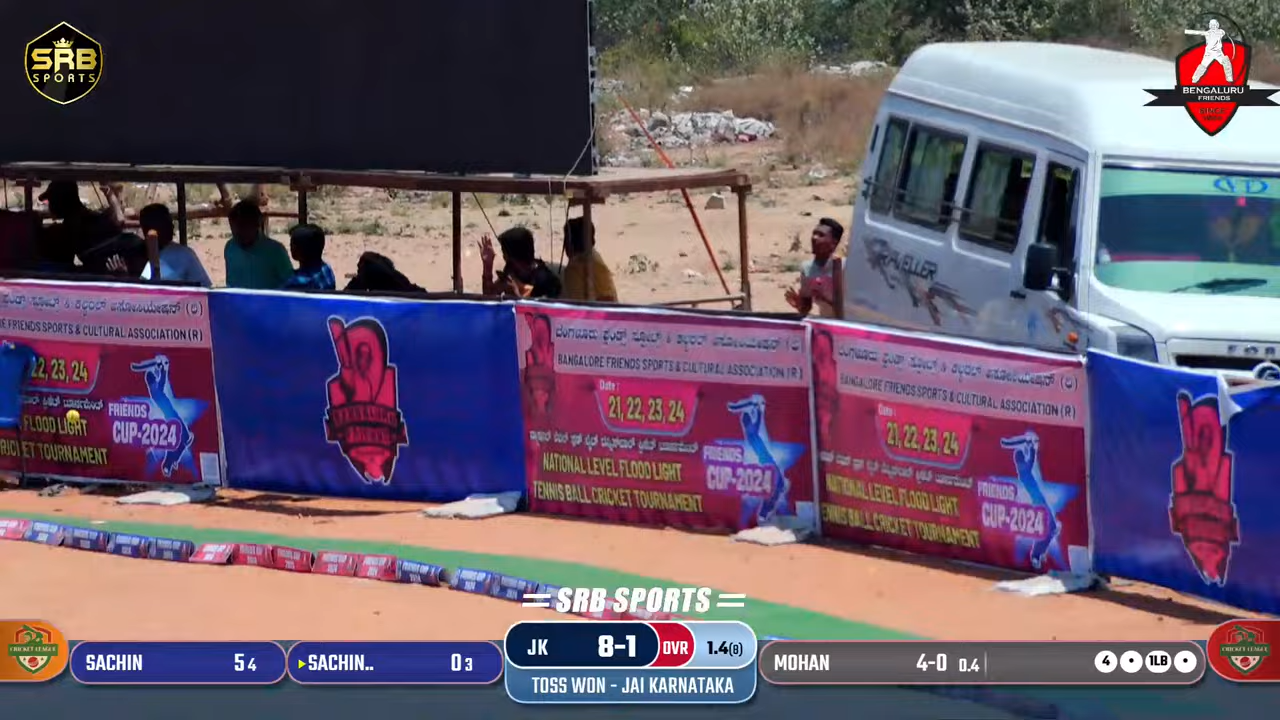 SRB
SPORTS
BENGALURU
FRIENDS
TRAVELLER
BANGALORE FRIENDS SPORTS & CULTURAL ASSOCIATION (R)
Date :
21, 22, 23, 24
NATIONAL LEVEL FLOOD LIGHT
TENNIS BALL CRICKET TOURNAMENT
FRIENDS
CUP-2024
BANGALORE FRIENDS SPORTS & CULTURAL ASSOCIATION (R)
Date :
21, 22, 23, 24
NATIONAL LEVEL FLOOD LIGHT
TENNIS BALL CRICKET TOURNAMENT
FRIENDS
CUP-2024
E FRIENDS SPORTS & CULTURAL ASSOCIATION (R)
22, 23, 24
FLOOD LIGHT
RICKET TOURNAMENT
FRIENDS
CUP-2024
SRB SPORTS
SACHIN 5 4
SACHIN.. 0 3
JK 8-1 OVR 1.4(8)
TOSS WON - JAI KARNATAKA
MOHAN 4-0 0.4
4 • 1LB •
CRICKET LEAGUE
CRICKET LEAGUE